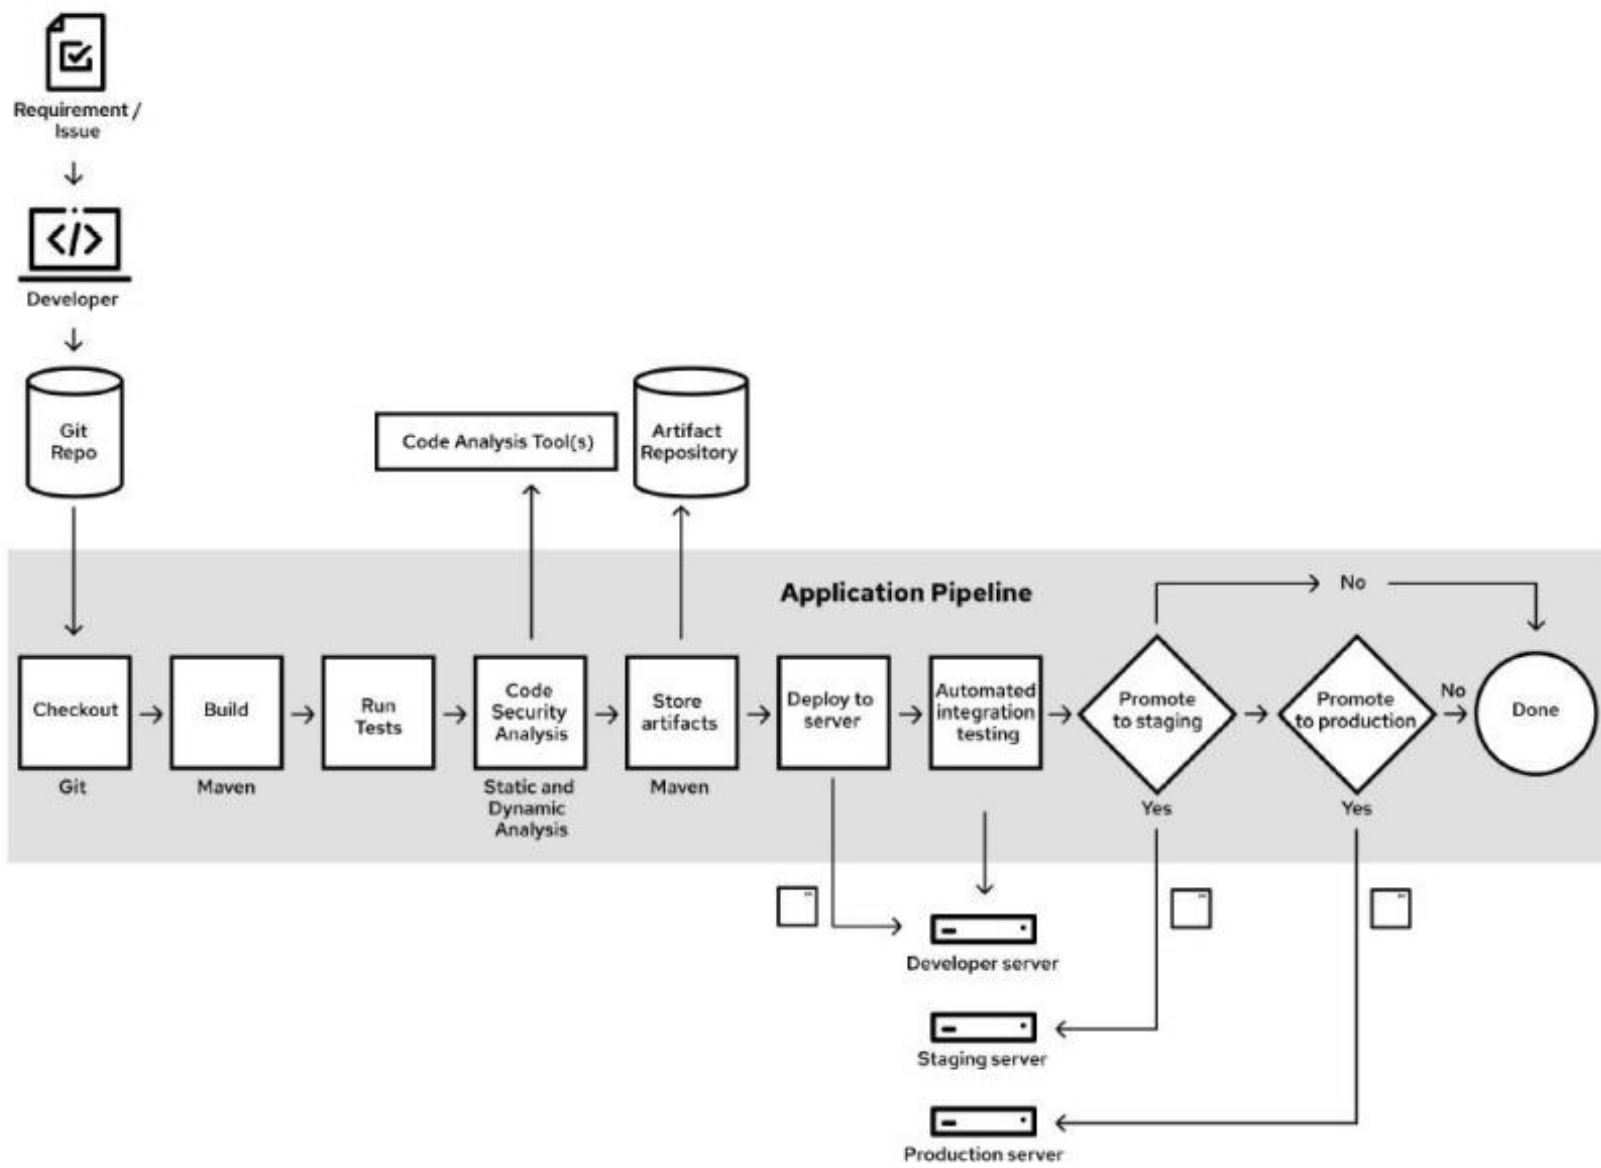 Requirement /
Issue
Developer
Git
Repo
Code Analysis Tool(s)
Artifact
Repository
Application Pipeline
No
Checkout
Git
Build
Maven
Run
Tests
Code
Security
Analysis
Static and
Dynamic
Analysis
Store
artifacts
Maven
Deploy to
server
Automated
integration
testing
Promote
to staging
Yes
Promote
to production
Yes
No
Done
Developer server
Staging server
Production server